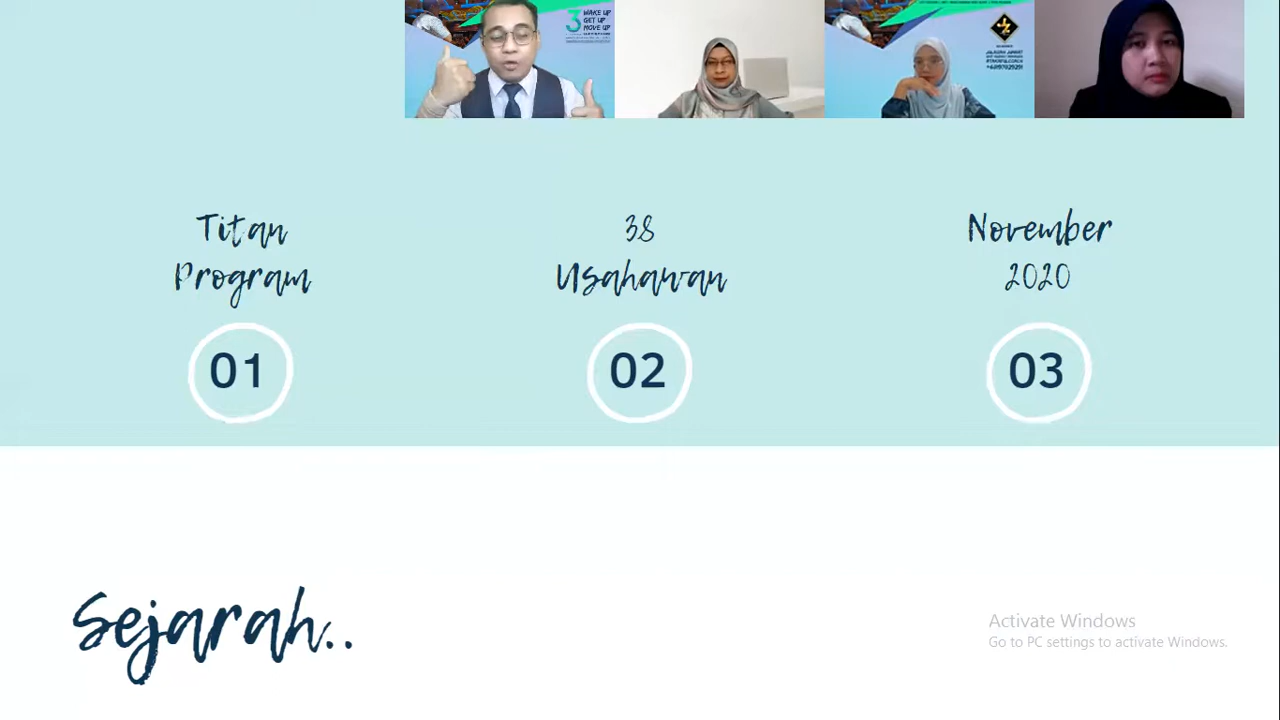 3 WAKE UP
GET UP
MOVE UP
Titan
Program
01
38
Usahawan
02
November
2020
03
Sejarah..
Activate Windows
Go to PC settings to activate Windows.